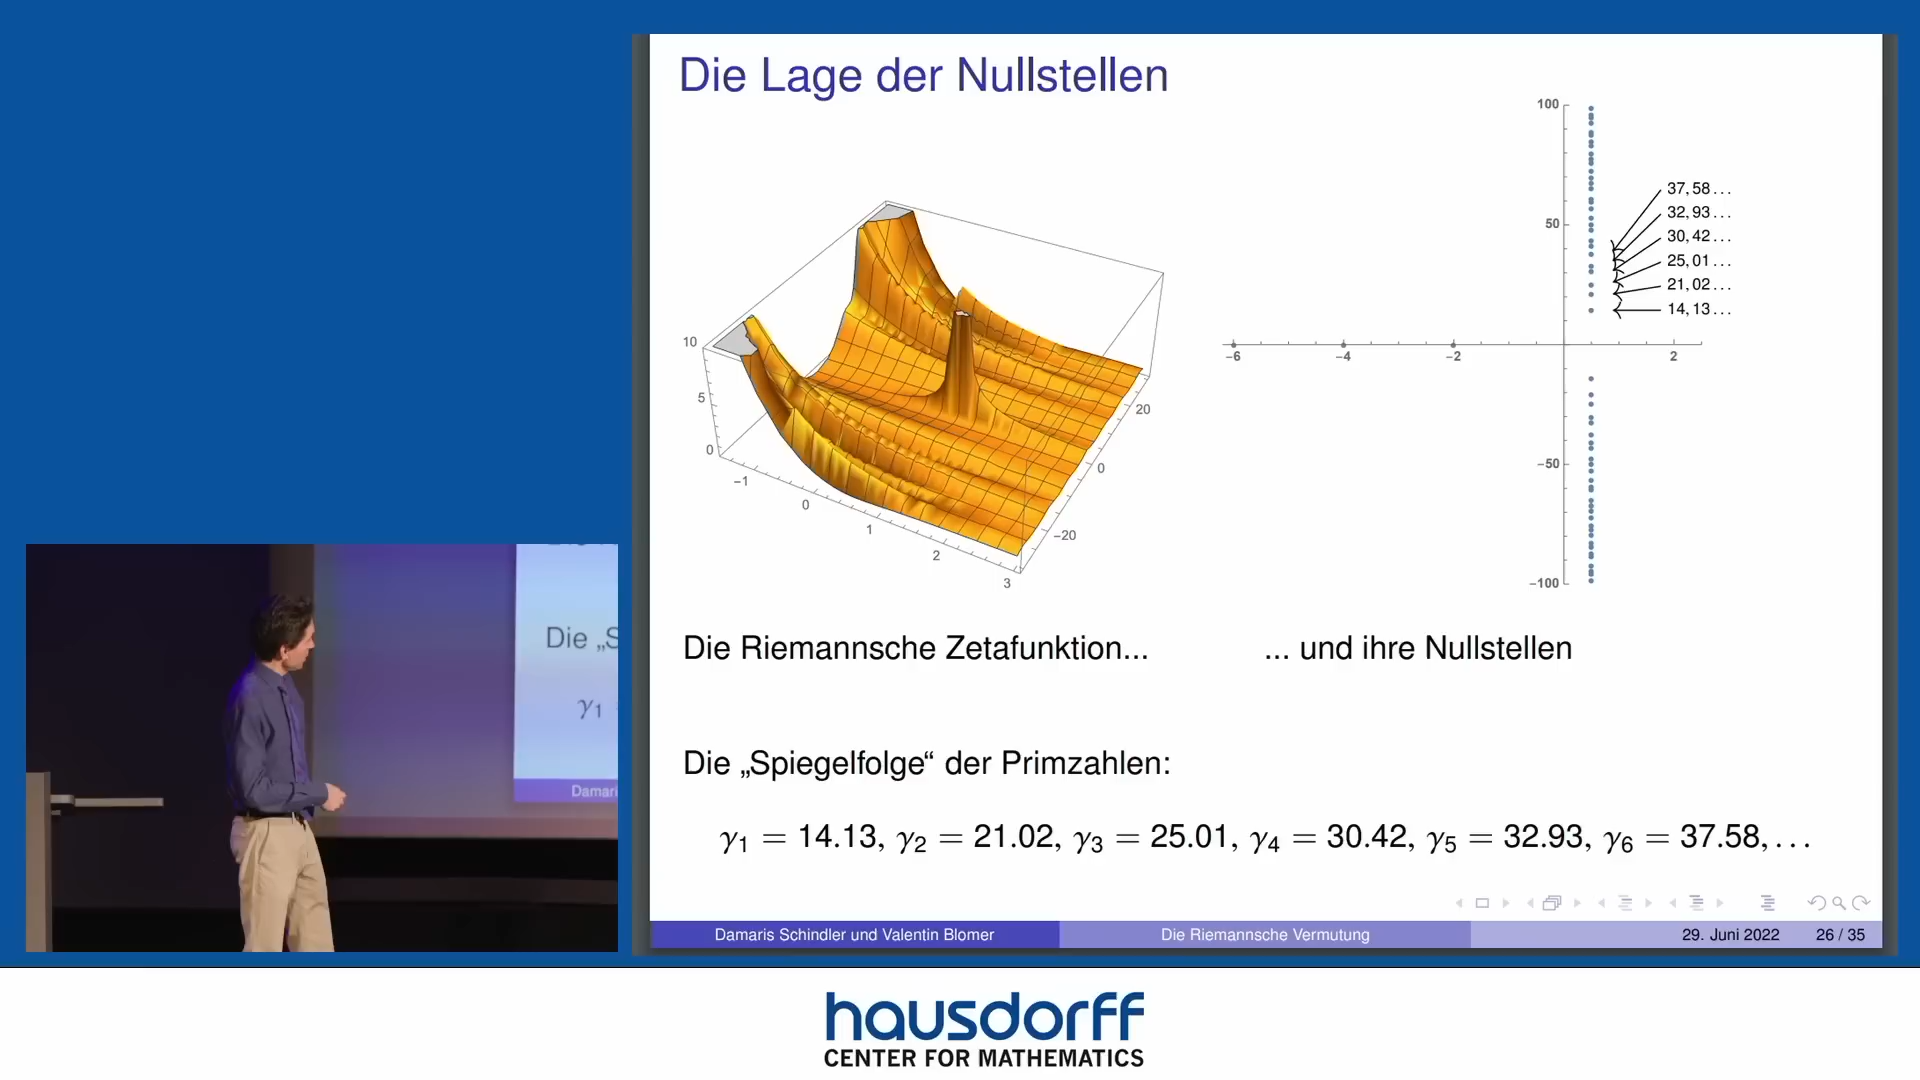 Die Lage der Nullstellen
10
5
0
−1
0
1
2
3
20
0
−20
100
50
−50
−100
−6
−4
−2
2
37, 58 . . .
32, 93 . . .
30, 42 . . .
25, 01 . . .
21, 02 . . .
14, 13 . . .
Die Riemannsche Zetafunktion...
... und ihre Nullstellen
Die „Spiegelfolge“ der Primzahlen:
γ₁ = 14.13, γ₂ = 21.02, γ₃ = 25.01, γ₄ = 30.42, γ₅ = 32.93, γ₆ = 37.58, . . .
Damaris Schindler und Valentin Blomer
Die Riemannsche Vermutung
29. Juni 2022
26 / 35
Die „S
γ₁
Damari
hausdorff
CENTER FOR MATHEMATICS